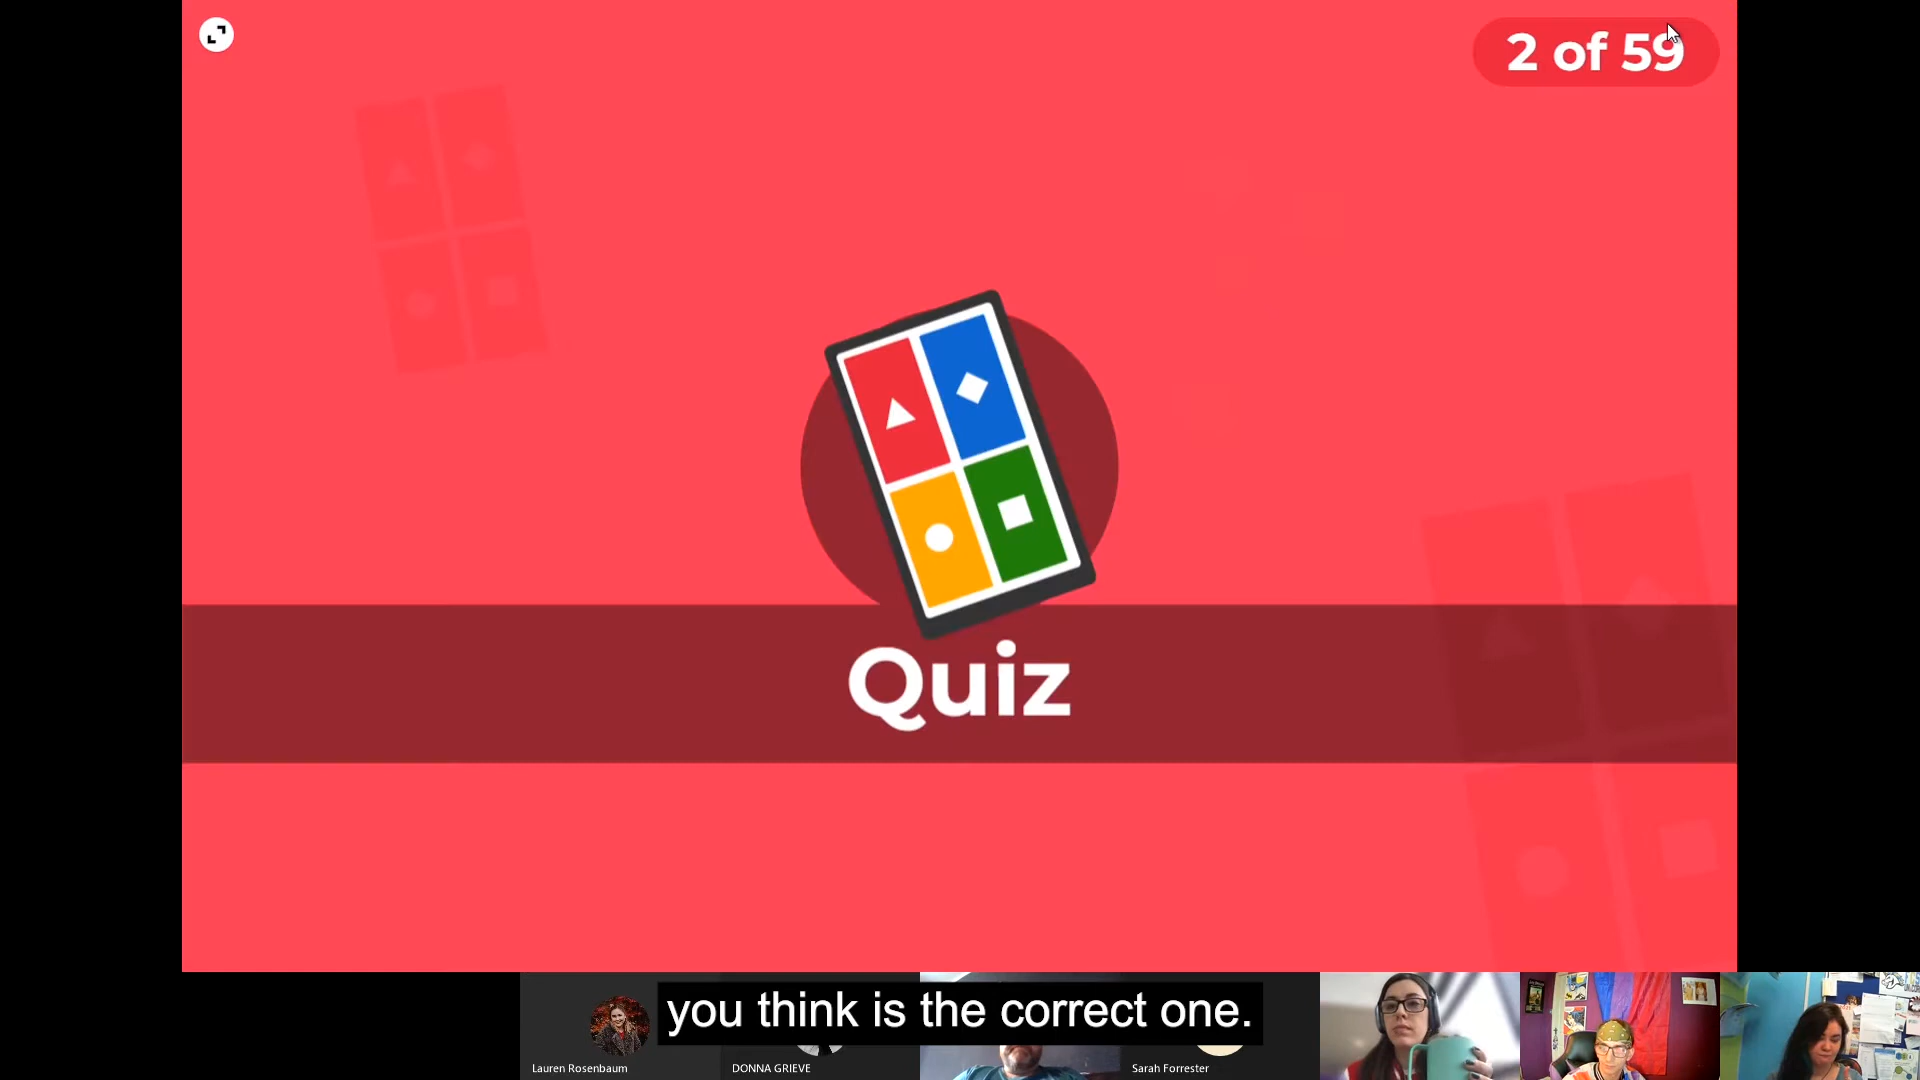 2 of 59
Quiz
you think is the correct one.
Lauren Rosenbaum
DONNA GRIEVE
Sarah Forrester